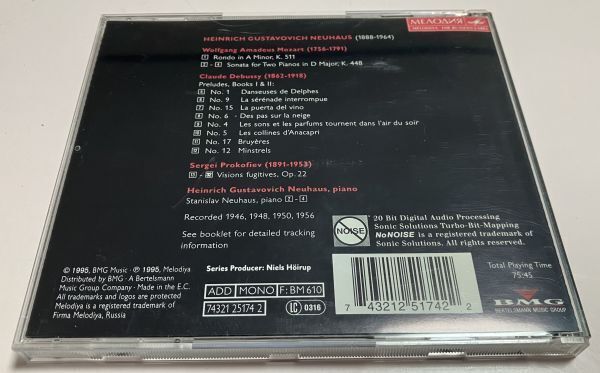 МЕЛОДИЯ
HEINRICH GUSTAVOVICH NEUHAUS (1888-1964)
Wolfgang Amadeus Mozart (1756-1791)
1 Rondo in A Minor, K. 511
2 - 4 Sonata for Two Pianos in D Major, K. 448
Claude Debussy (1862-1918)
Preludes, Books I & II:
5 No. 1 Danseuses de Delphes
6 No. 9 La sérénade interrompue
7 No. 15 La puerta del vino
8 No. 6 - Des pas sur la neige
9 No. 4 Les sons et les parfums tournent dans l'air du soir
10 No. 5 Les collines d'Anacapri
11 No. 17 Bruyères
12 No. 12 Minstrels
Sergei Prokofiev (1891-1953)
13 - 32 Visions fugitives, Op. 22
Heinrich Gustavovich Neuhaus, piano
Stanislav Neuhaus, piano 2 - 4
Recorded 1946, 1948, 1950, 1956
See booklet for detailed tracking
information
NOISE
20 Bit Digital Audio Processing
Sonic Solutions Turbo-Bit-Mapping
NoNOISE is a registered trademark of
Sonic Solutions. All rights reserved.
Series Producer: Niels Höirup
© 1995, BMG Music · ℗ 1995, Melodiya
Distributed by BMG · A Bertelsmann
Music Group Company · Made in the E.C.
All trademarks and logos are protected
Melodiya is a registered trademark of
Firma Melodiya, Russia
ADD MONO F: BM 610
74321 25174 2
LC 0316
7 43212 51742 2
Total Playing Time
75:45
BMG
BERTELSMANN MUSIC GROUP